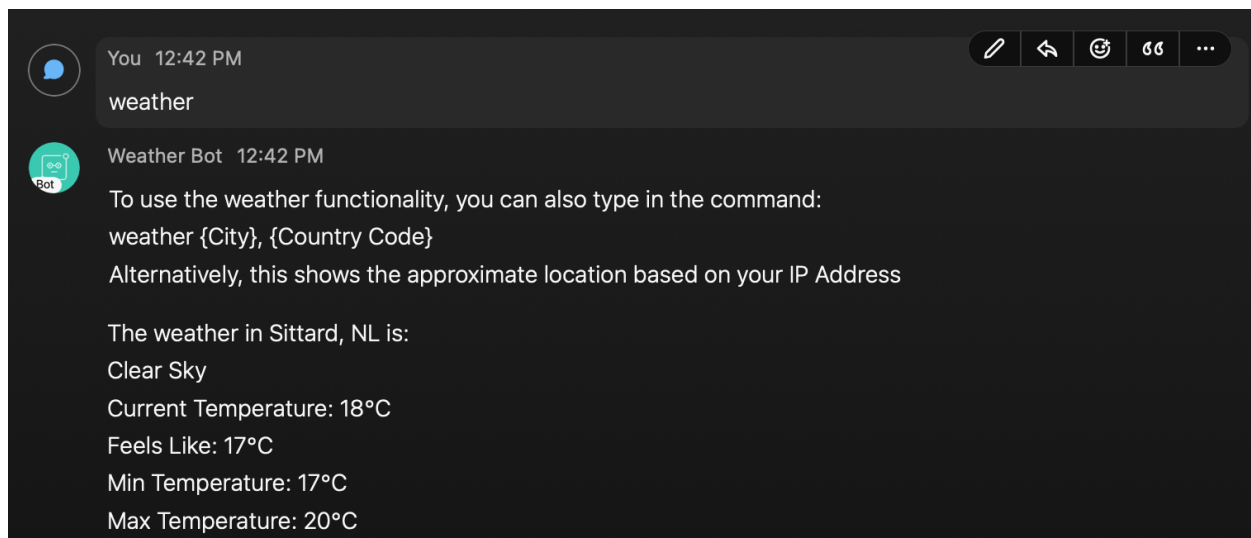 You 12:42 PM
weather
Weather Bot 12:42 PM
Bot
To use the weather functionality, you can also type in the command:
weather {City}, {Country Code}
Alternatively, this shows the approximate location based on your IP Address
The weather in Sittard, NL is:
Clear Sky
Current Temperature: 18°C
Feels Like: 17°C
Min Temperature: 17°C
Max Temperature: 20°C